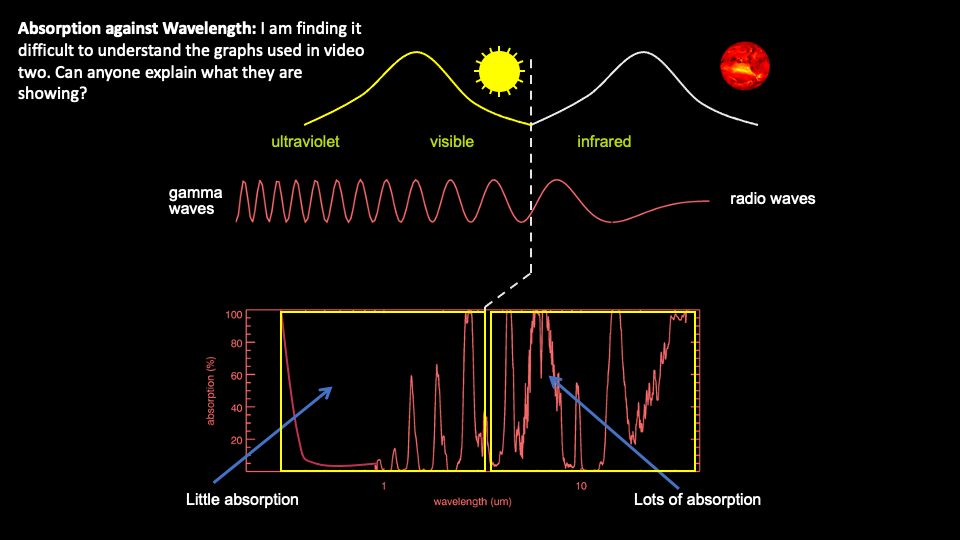 Absorption against Wavelength: I am finding it
difficult to understand the graphs used in video
two. Can anyone explain what they are
showing?
ultraviolet
visible
infrared
gamma
waves
radio waves
100
80
60
40
20
absorption (%)
1
10
wavelength (um)
Little absorption
Lots of absorption